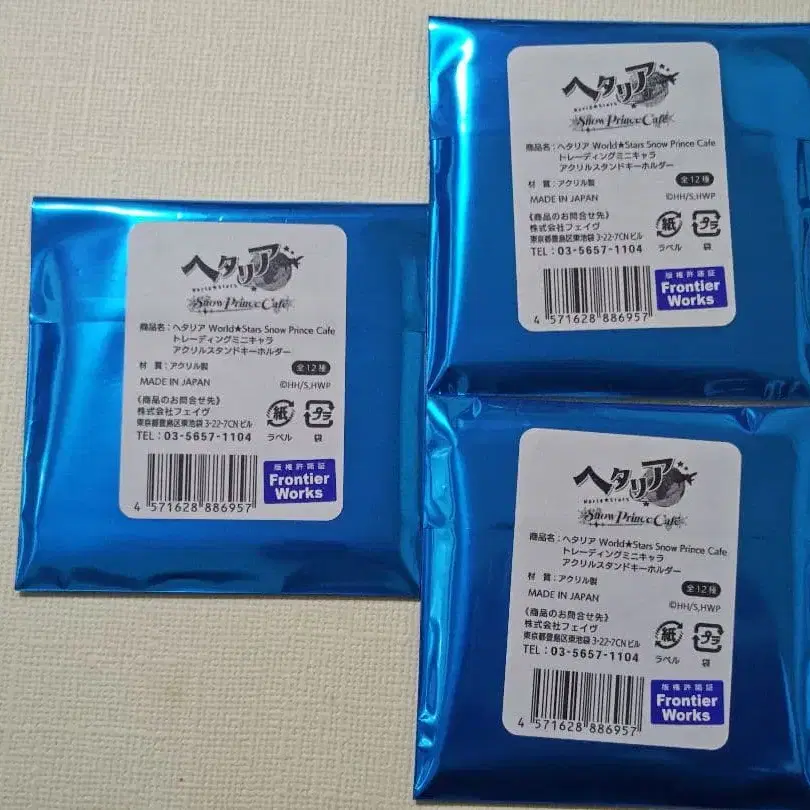 ヘタリア
World★Stars
Snow Prince Cafe
商品名：ヘタリア World★Stars Snow Prince Cafe
トレーディングミニキャラ
アクリルスタンドキーホルダー
材　質：アクリル製
全12種
MADE IN JAPAN
©HH/S,HWP
《商品のお問合せ先》
株式会社フェイヴ
東京都豊島区東池袋 3-22-7CN ビル
TEL：03-5657-1104
紙
ラベル
プラ
袋
4 571628 886957
版権許諾証
Frontier
Works
ヘタリア
World★Stars
Snow Prince Cafe
商品名：ヘタリア World★Stars Snow Prince Cafe
トレーディングミニキャラ
アクリルスタンドキーホルダー
材　質：アクリル製
全12種
MADE IN JAPAN
©HH/S,HWP
《商品のお問合せ先》
株式会社フェイヴ
東京都豊島区東池袋 3-22-7CN ビル
TEL：03-5657-1104
紙
ラベル
プラ
袋
4 571628 886957
版権許諾証
Frontier
Works
ヘタリア
World★Stars
Snow Prince Cafe
商品名：ヘタリア World★Stars Snow Prince Cafe
トレーディングミニキャラ
アクリルスタンドキーホルダー
材　質：アクリル製
全12種
MADE IN JAPAN
©HH/S,HWP
《商品のお問合せ先》
株式会社フェイヴ
東京都豊島区東池袋 3-22-7CN ビル
TEL：03-5657-1104
紙
ラベル
プラ
袋
4 571628 886957
版権許諾証
Frontier
Works